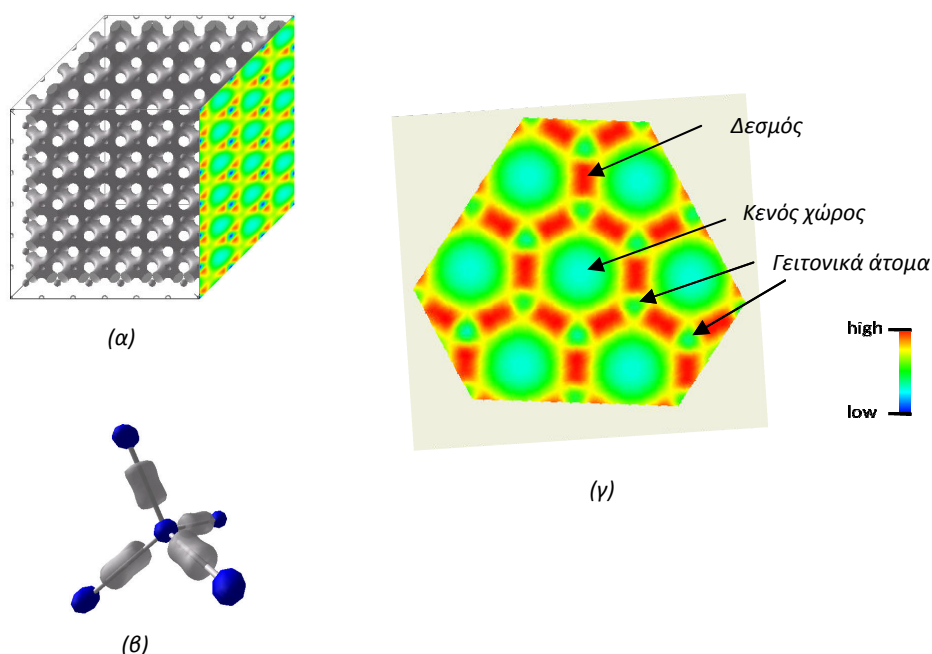 Δεσμός
Κενός χώρος
Γειτονικά άτομα
(α)
high
low
(β)
(γ)